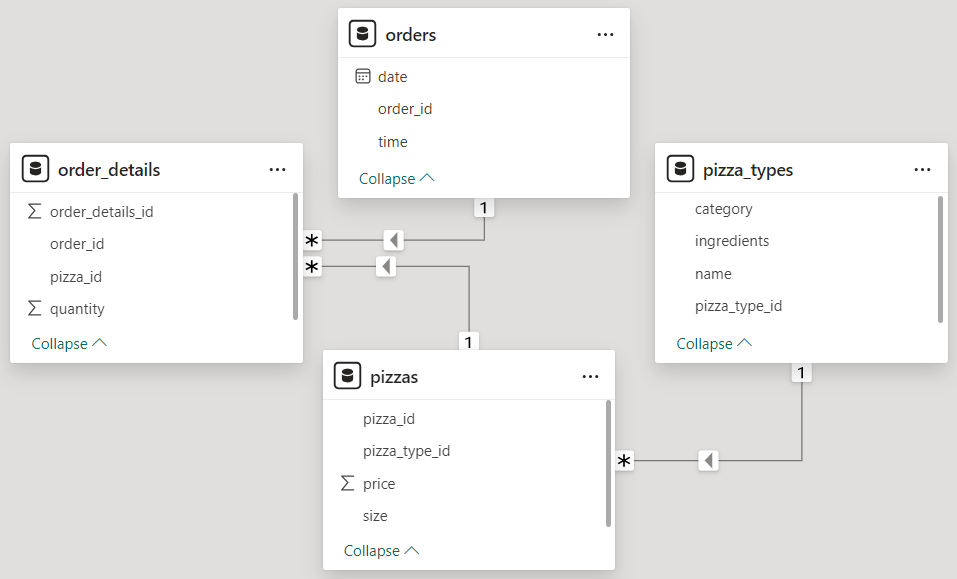 orders
date
order_id
time
Collapse
order_details
order_details_id
order_id
pizza_id
quantity
Collapse
pizza_types
category
ingredients
name
pizza_type_id
Collapse
1
*
*
1
pizzas
pizza_id
pizza_type_id
price
size
Collapse
1
*